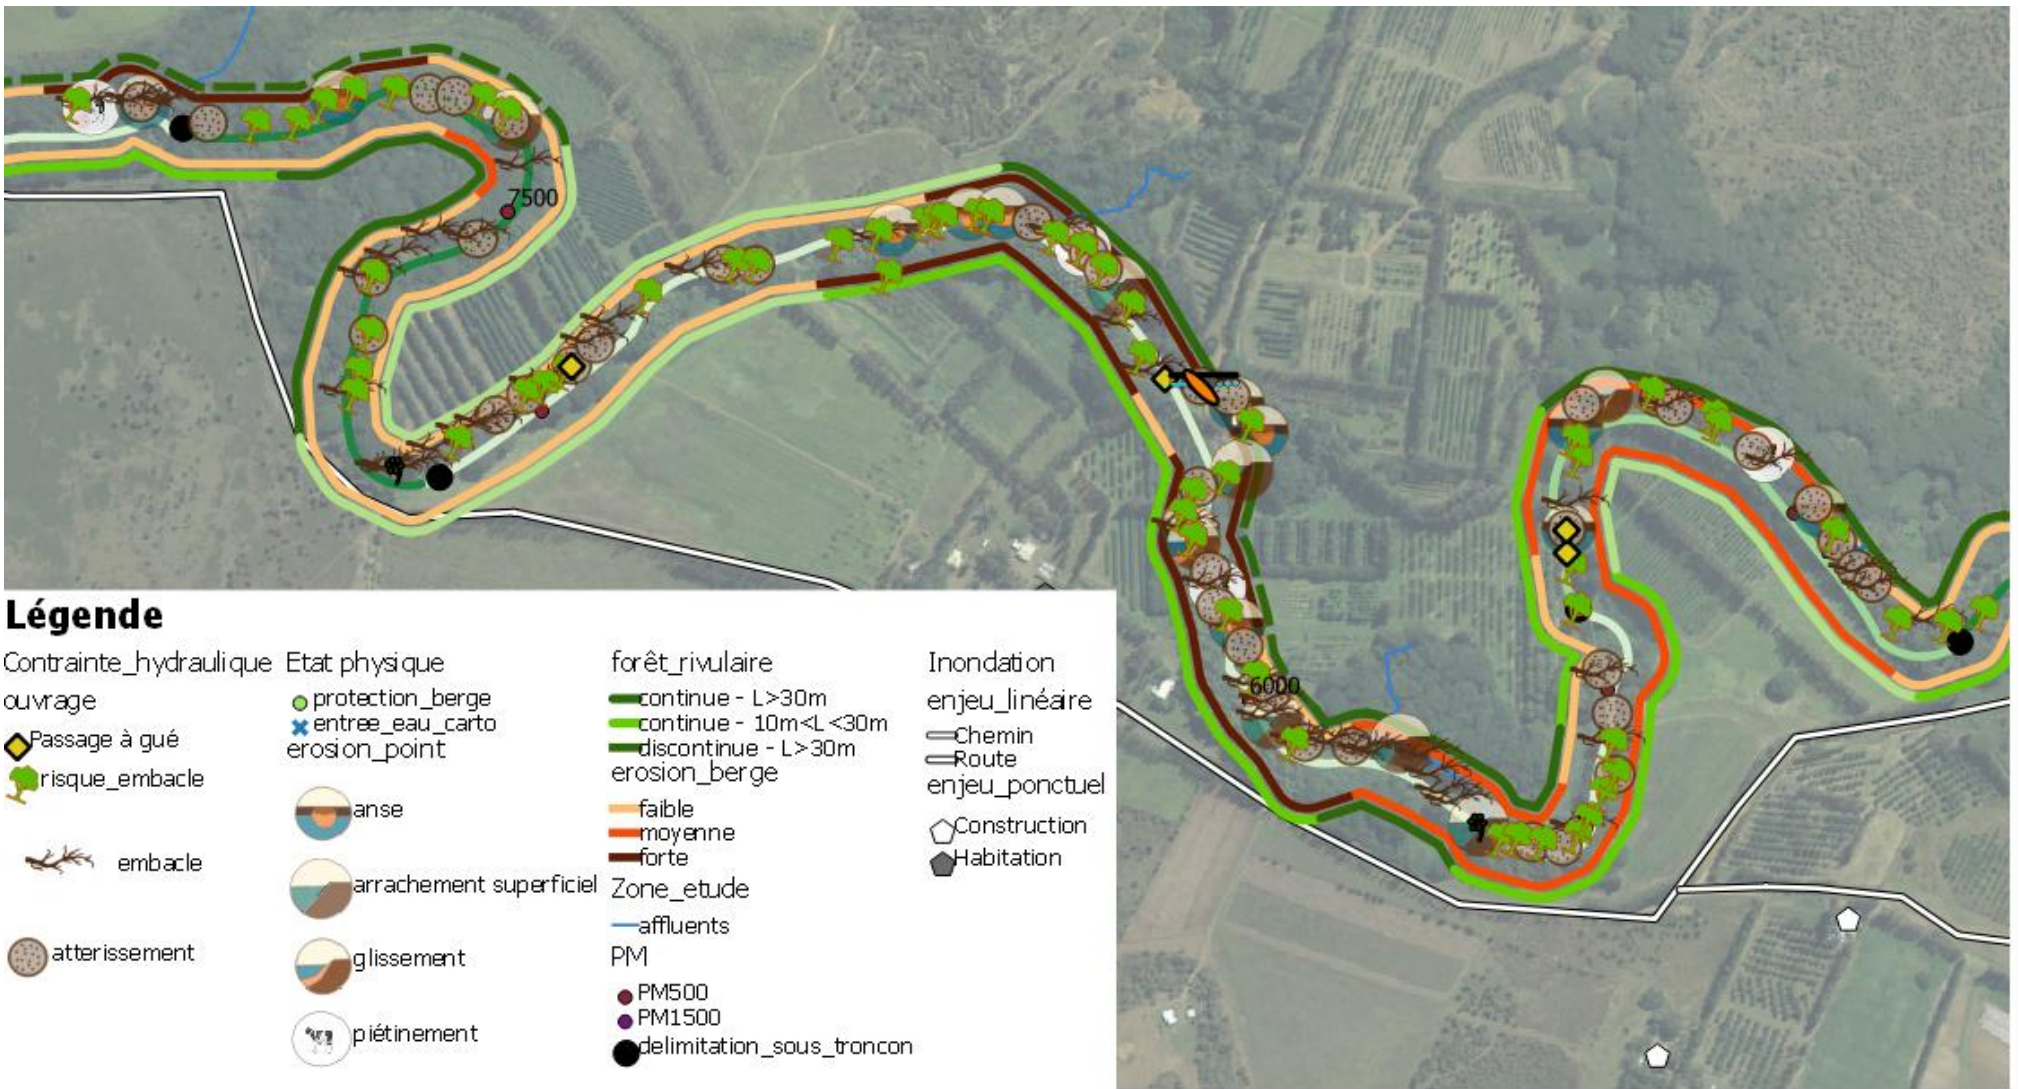 7500
6000
Légende
Contrainte_hydraulique
ouvrage
Passage à gué
risque_embacle
embacle
atterissement
Etat physique
protection_berge
entree_eau_carto
erosion_point
anse
arrachement superficiel
glissement
piétinement
forêt_rivulaire
continue - L>30m
continue - 10m<L<30m
discontinue - L>30m
erosion_berge
faible
moyenne
forte
Zone_etude
affluents
PM
PM500
PM1500
delimitation_sous_troncon
Inondation
enjeu_linéaire
Chemin
Route
enjeu_ponctuel
Construction
Habitation